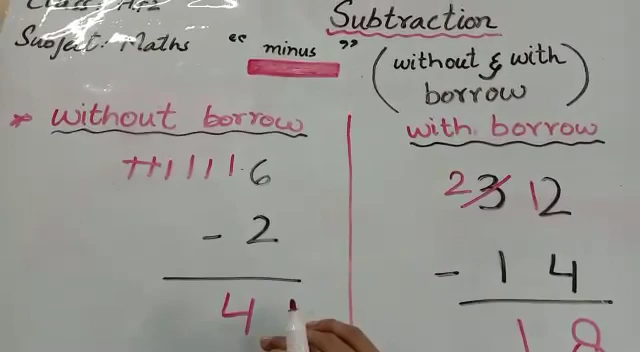 Subtraction
Subject: Maths " minus "
(without & with borrow)
* without borrow
6
- 2
4
with borrow
2 3 12
- 1 4
1 8